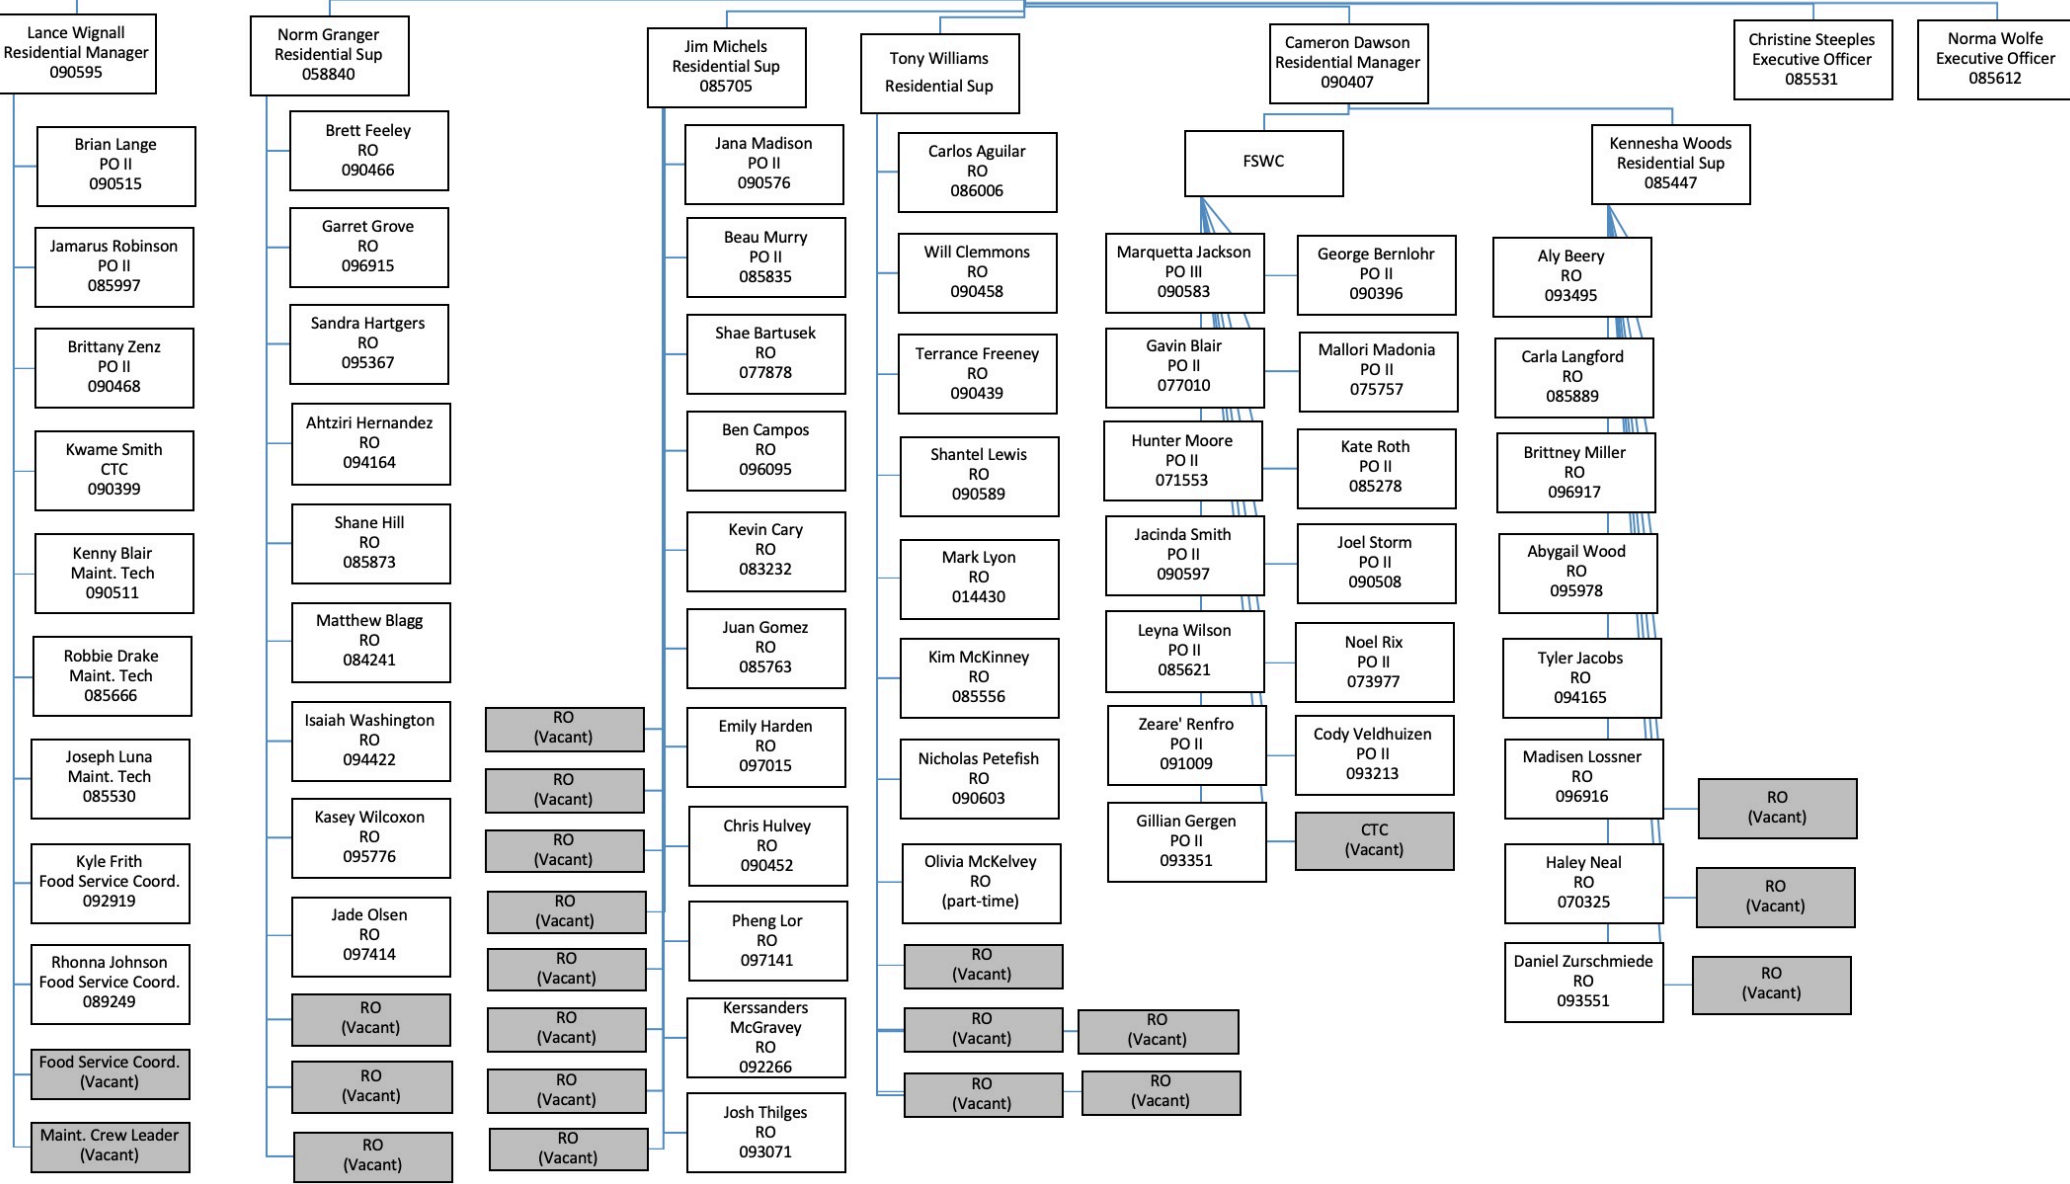 Lance Wignall
Residential Manager
090595
Brian Lange
PO II
090515
Jamarus Robinson
PO II
085997
Brittany Zenz
PO II
090468
Kwame Smith
CTC
090399
Kenny Blair
Maint. Tech
090511
Robbie Drake
Maint. Tech
085666
Joseph Luna
Maint. Tech
085530
Kyle Frith
Food Service Coord.
092919
Rhonna Johnson
Food Service Coord.
089249
Food Service Coord.
(Vacant)
Maint. Crew Leader
(Vacant)
Norm Granger
Residential Sup
058840
Brett Feeley
RO
090466
Garret Grove
RO
096915
Sandra Hartgers
RO
095367
Ahtziri Hernandez
RO
094164
Shane Hill
RO
085873
Matthew Blagg
RO
084241
Isaiah Washington
RO
094422
Kasey Wilcoxon
RO
095776
Jade Olsen
RO
097414
RO
(Vacant)
RO
(Vacant)
RO
(Vacant)
Jim Michels
Residential Sup
085705
RO
(Vacant)
RO
(Vacant)
RO
(Vacant)
RO
(Vacant)
RO
(Vacant)
RO
(Vacant)
RO
(Vacant)
RO
(Vacant)
Jana Madison
PO II
090576
Beau Murry
PO II
085835
Shae Bartusek
RO
077878
Ben Campos
RO
096095
Kevin Cary
RO
083232
Juan Gomez
RO
085763
Emily Harden
RO
097015
Chris Hulvey
RO
090452
Pheng Lor
RO
097141
Kerssanders
McGravey
RO
092266
Josh Thilges
RO
093071
Tony Williams
Residential Sup
Carlos Aguilar
RO
086006
Will Clemmons
RO
090458
Terrance Freeney
RO
090439
Shantel Lewis
RO
090589
Mark Lyon
RO
014430
Kim McKinney
RO
085556
Nicholas Petefish
RO
090603
Olivia McKelvey
RO
(part-time)
RO
(Vacant)
RO
(Vacant)
RO
(Vacant)
RO
(Vacant)
RO
(Vacant)
Cameron Dawson
Residential Manager
090407
FSWC
Marquetta Jackson
PO III
090583
George Bernlohr
PO II
090396
Gavin Blair
PO II
077010
Mallori Madonia
PO II
075757
Hunter Moore
PO II
071553
Kate Roth
PO II
085278
Jacinda Smith
PO II
090597
Joel Storm
PO II
090508
Leyna Wilson
PO II
085621
Noel Rix
PO II
073977
Zeare' Renfro
PO II
091009
Cody Veldhuizen
PO II
093213
Gillian Gergen
PO II
093351
CTC
(Vacant)
Kennesha Woods
Residential Sup
085447
Aly Beery
RO
093495
Carla Langford
RO
085889
Brittney Miller
RO
096917
Abygail Wood
RO
095978
Tyler Jacobs
RO
094165
Madisen Lossner
RO
096916
RO
(Vacant)
Haley Neal
RO
070325
RO
(Vacant)
Daniel Zurschmiede
RO
093551
RO
(Vacant)
Christine Steeples
Executive Officer
085531
Norma Wolfe
Executive Officer
085612